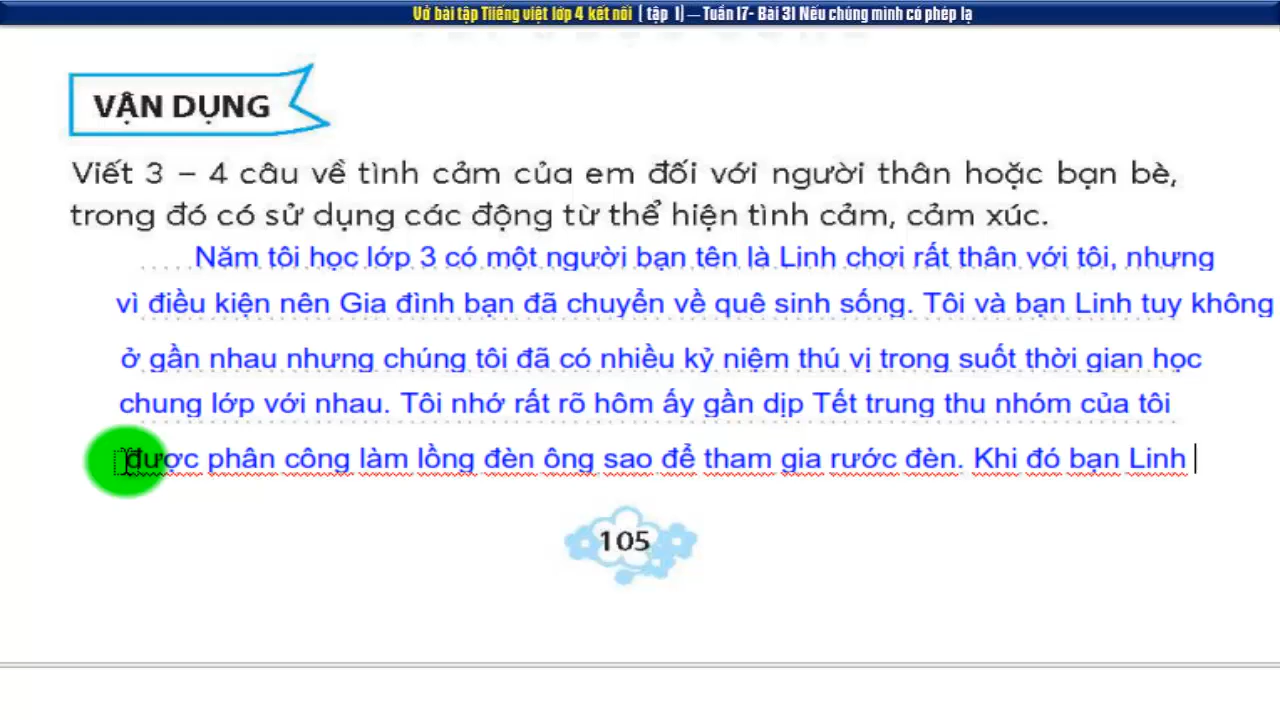 Vở bài tập Tiiếng việt lớp 4 kết nối ( tập 1) – Tuần 17- Bài 31 Nếu chúng mình có phép lạ
VẬN DỤNG
Viết 3 – 4 câu về tình cảm của em đối với người thân hoặc bạn bè,
trong đó có sử dụng các động từ thể hiện tình cảm, cảm xúc.
Năm tôi học lớp 3 có một người bạn tên là Linh chơi rất thân với tôi, nhưng
vì điều kiện nên Gia đình bạn đã chuyển về quê sinh sống. Tôi và bạn Linh tuy không
ở gần nhau nhưng chúng tôi đã có nhiều kỷ niệm thú vị trong suốt thời gian học
chung lớp với nhau. Tôi nhớ rất rõ hôm ấy gần dịp Tết trung thu nhóm của tôi
được phân công làm lồng đèn ông sao để tham gia rước đèn. Khi đó bạn Linh
105